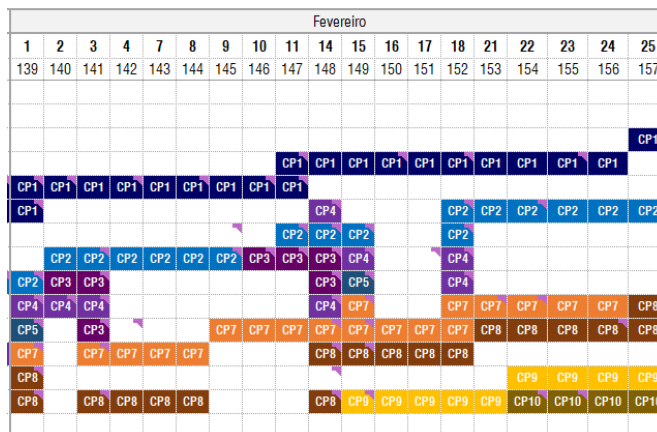 Fevereiro
1 2 3 4 7 8 9 10 11 14 15 16 17 18 21 22 23 24 25
139 140 141 142 143 144 145 146 147 148 149 150 151 152 153 154 155 156 157
CP1
CP1 CP1 CP1 CP1 CP1 CP1 CP1 CP1 CP1 CP1
CP1 CP1 CP1 CP1 CP1 CP1 CP1 CP1 CP1
CP1 CP4 CP2 CP2 CP2 CP2 CP2 CP2
CP2 CP2 CP2 CP2
CP2 CP2 CP2 CP2 CP2 CP2 CP3 CP3 CP3 CP4 CP4
CP2 CP3 CP3 CP3 CP5 CP4
CP4 CP4 CP4 CP4 CP7 CP7 CP7 CP7 CP7 CP7 CP8
CP5 CP3 CP7 CP7 CP7 CP7 CP7 CP7 CP7 CP7 CP8 CP8 CP8 CP8 CP8
CP7 CP7 CP7 CP7 CP7 CP8 CP8 CP8 CP8 CP8
CP8 CP9 CP9 CP9 CP9
CP8 CP8 CP8 CP8 CP8 CP8 CP9 CP9 CP9 CP9 CP9 CP10 CP10 CP10 CP10